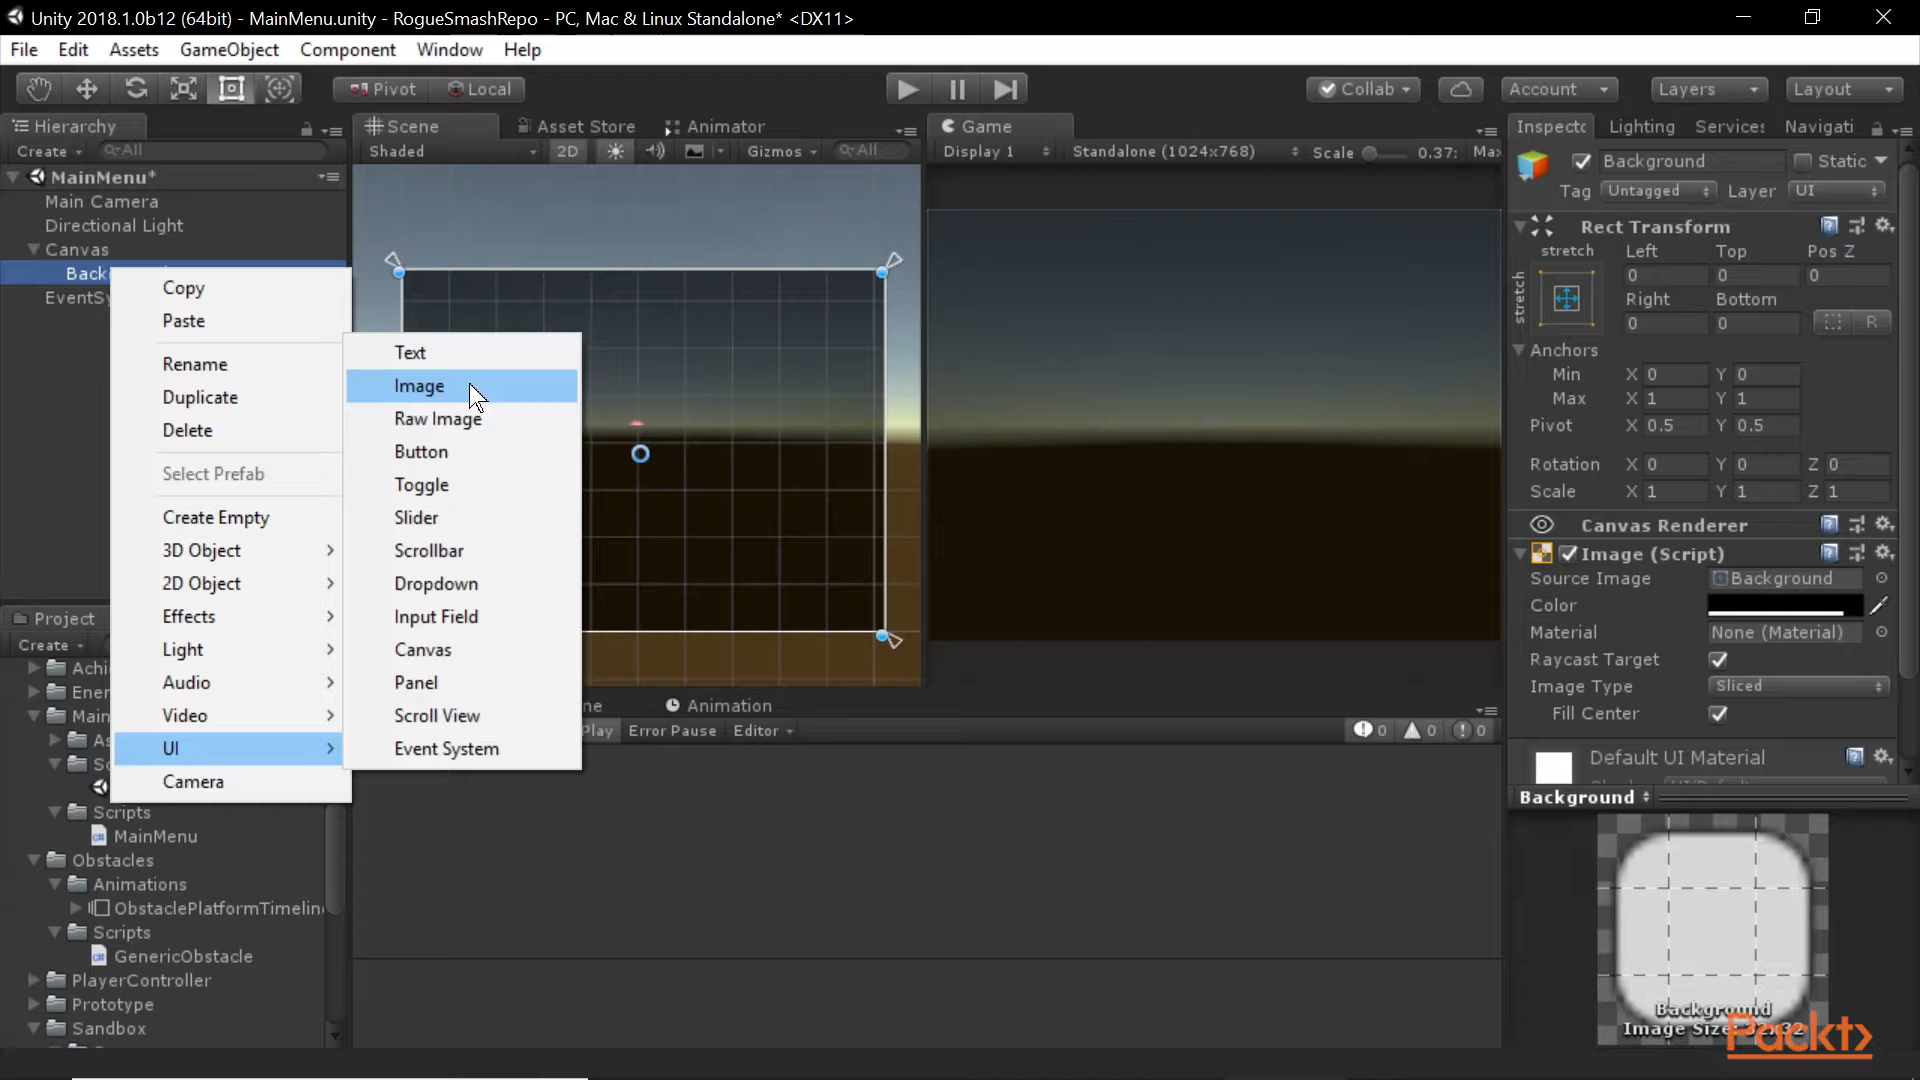 Unity 2018.1.0b12 (64bit) - MainMenu.unity - RogueSmashRepo - PC, Mac & Linux Standalone* <DX11>
File Edit Assets GameObject Component Window Help
Pivot Local Collab Account Layers Layout
Hierarchy
Create All
MainMenu*
Main Camera
Directional Light
Canvas
Back
EventSy
Copy
Paste
Rename
Duplicate
Delete
Select Prefab
Create Empty
3D Object
2D Object
Effects
Light
Audio
Video
UI
Camera
Text
Image
Raw Image
Button
Toggle
Slider
Scrollbar
Dropdown
Input Field
Canvas
Panel
Scroll View
Event System
Scene Asset Store Animator
Shaded 2D Gizmos All
Game
Display 1 Standalone (1024x768) Scale 0.37: Max
Project
Create
Achi
Ener
Main
As
Sc
Scripts
MainMenu
Obstacles
Animations
ObstaclePlatformTimelin
Scripts
GenericObstacle
PlayerController
Prototype
Sandbox
ne Animation
Play Error Pause Editor 0 0 0
Inspecto Lighting Services Navigati
Background Static
Tag Untagged Layer UI
Rect Transform
stretch Left Top Pos Z
stretch 0 0 0
Right Bottom
0 0 R
Anchors
Min X 0 Y 0
Max X 1 Y 1
Pivot X 0.5 Y 0.5
Rotation X 0 Y 0 Z 0
Scale X 1 Y 1 Z 1
Canvas Renderer
Image (Script)
Source Image Background
Color
Material None (Material)
Raycast Target
Image Type Sliced
Fill Center
Default UI Material
Background
Background
Image Size: 32x32
Packt>